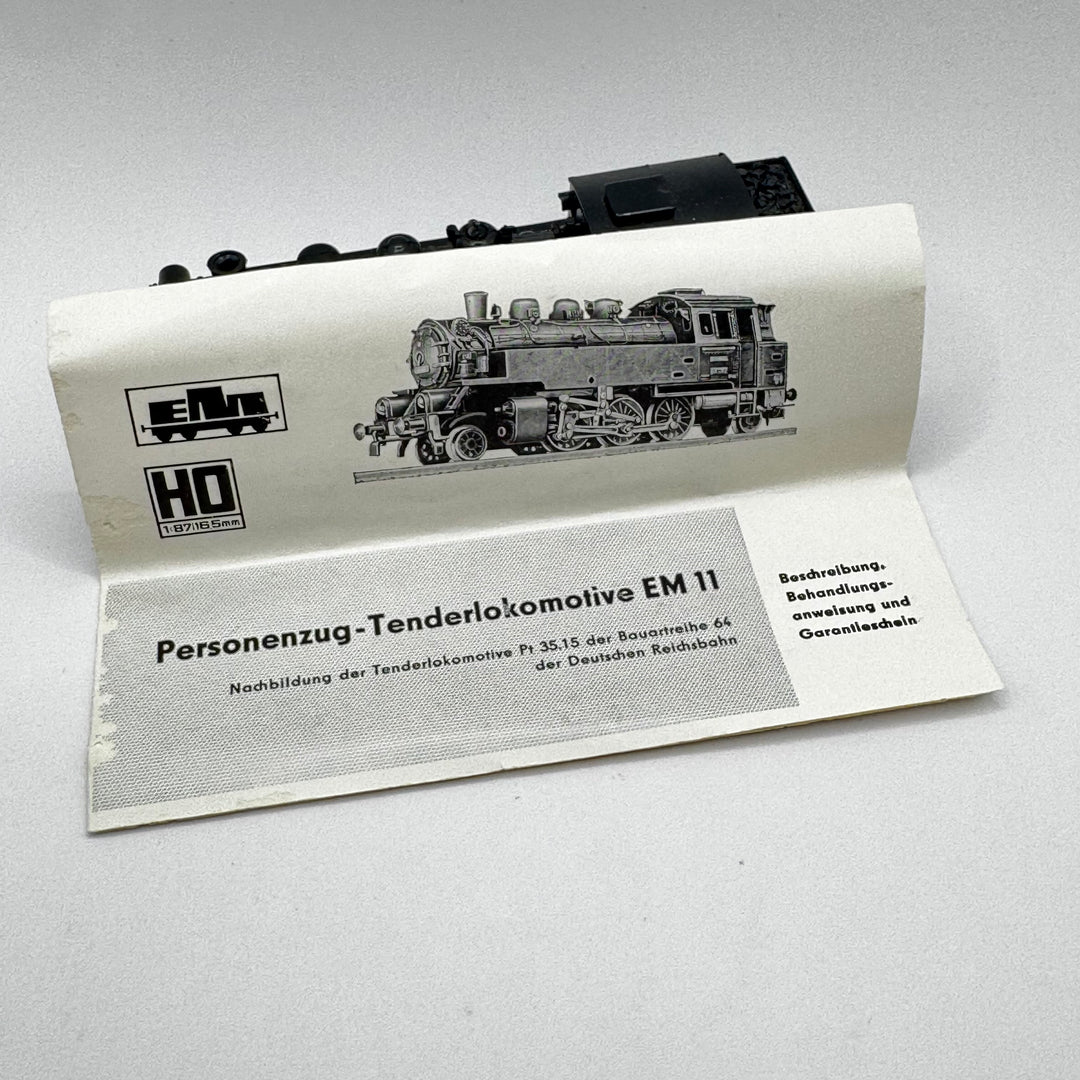 EM
HO
1:87/16,5mm
Personenzug-Tenderlokomotive EM 11
Nachbildung der Tenderlokomotive Pt 35.15 der Bauartreihe 64
der Deutschen Reichsbahn
Beschreibung,
Behandlungs-
anweisung und
Garantieschein